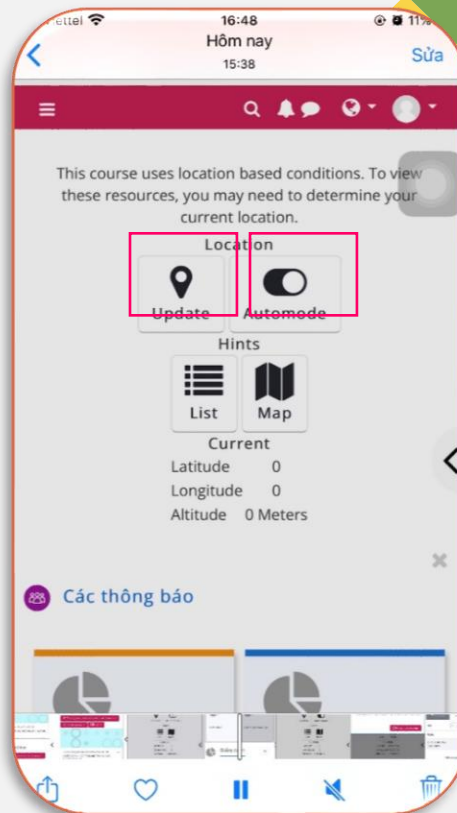 16:48
11%
Hôm nay
15:38
Sửa
This course uses location based conditions. To view
these resources, you may need to determine your
current location.
Location
Update
Automode
Hints
List
Map
Current
Latitude 0
Longitude 0
Altitude 0 Meters
Các thông báo